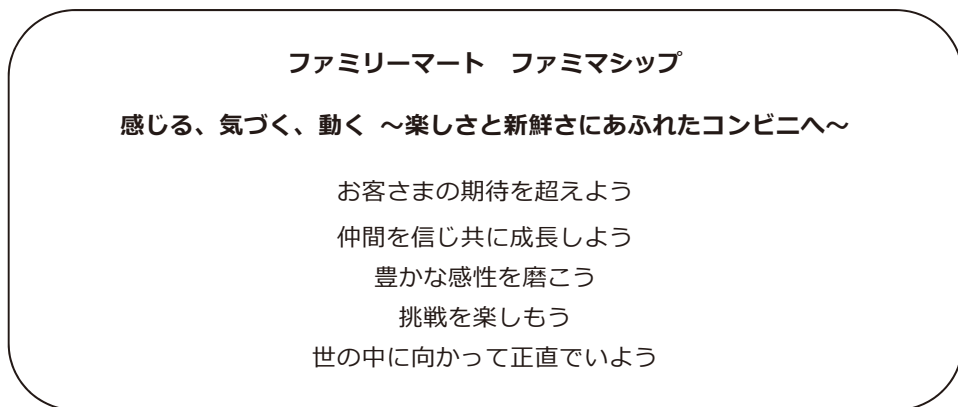 ファミリーマート　ファミマシップ
感じる、気づく、動く ～楽しさと新鮮さにあふれたコンビニへ～
お客さまの期待を超えよう
仲間を信じ共に成長しよう
豊かな感性を磨こう
挑戦を楽しもう
世の中に向かって正直でいよう